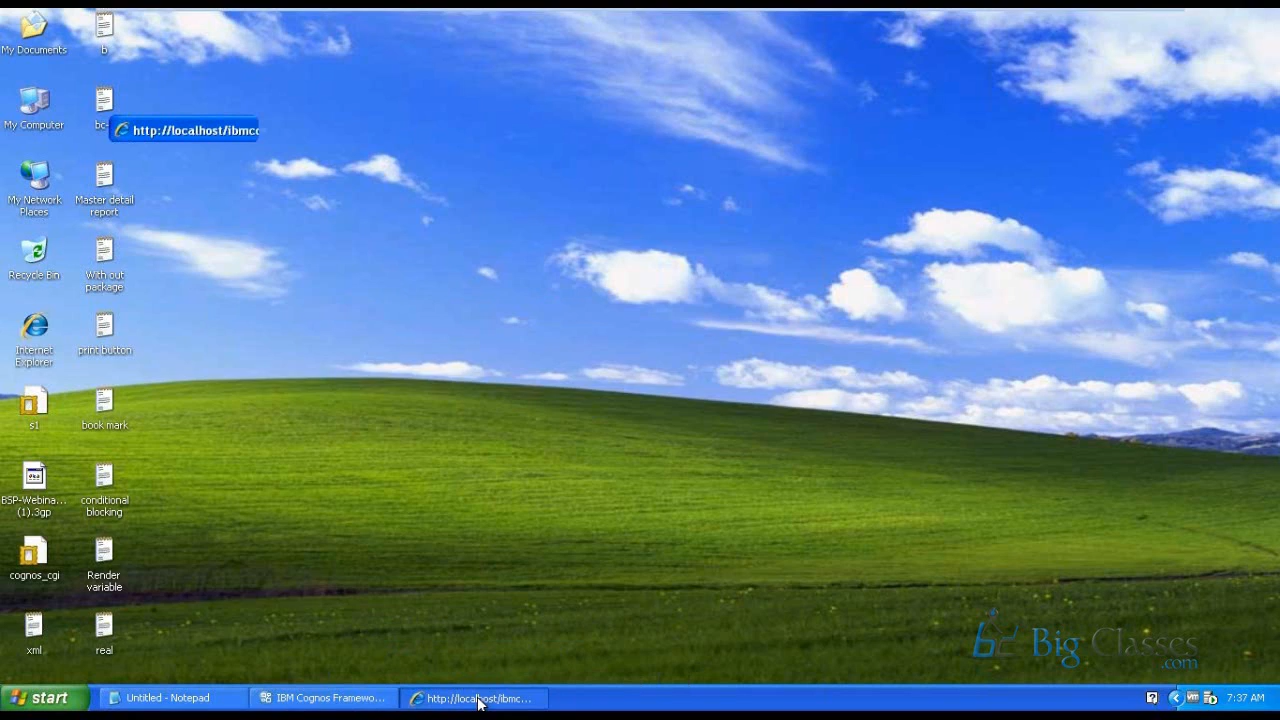 My Documents
b
My Computer
bc-
http://localhost/ibmcc
My Network
Places
Master detail
report
Recycle Bin
With out
package
Internet
Explorer
print button
s1
book mark
BSP-Webina...
(1).3gp
conditional
blocking
cognos_cgi
Render
variable
xml
real
Big Classes
.com
start
Untitled - Notepad
IBM Cognos Framewo...
http://localhost/ibmc...
7:37 AM